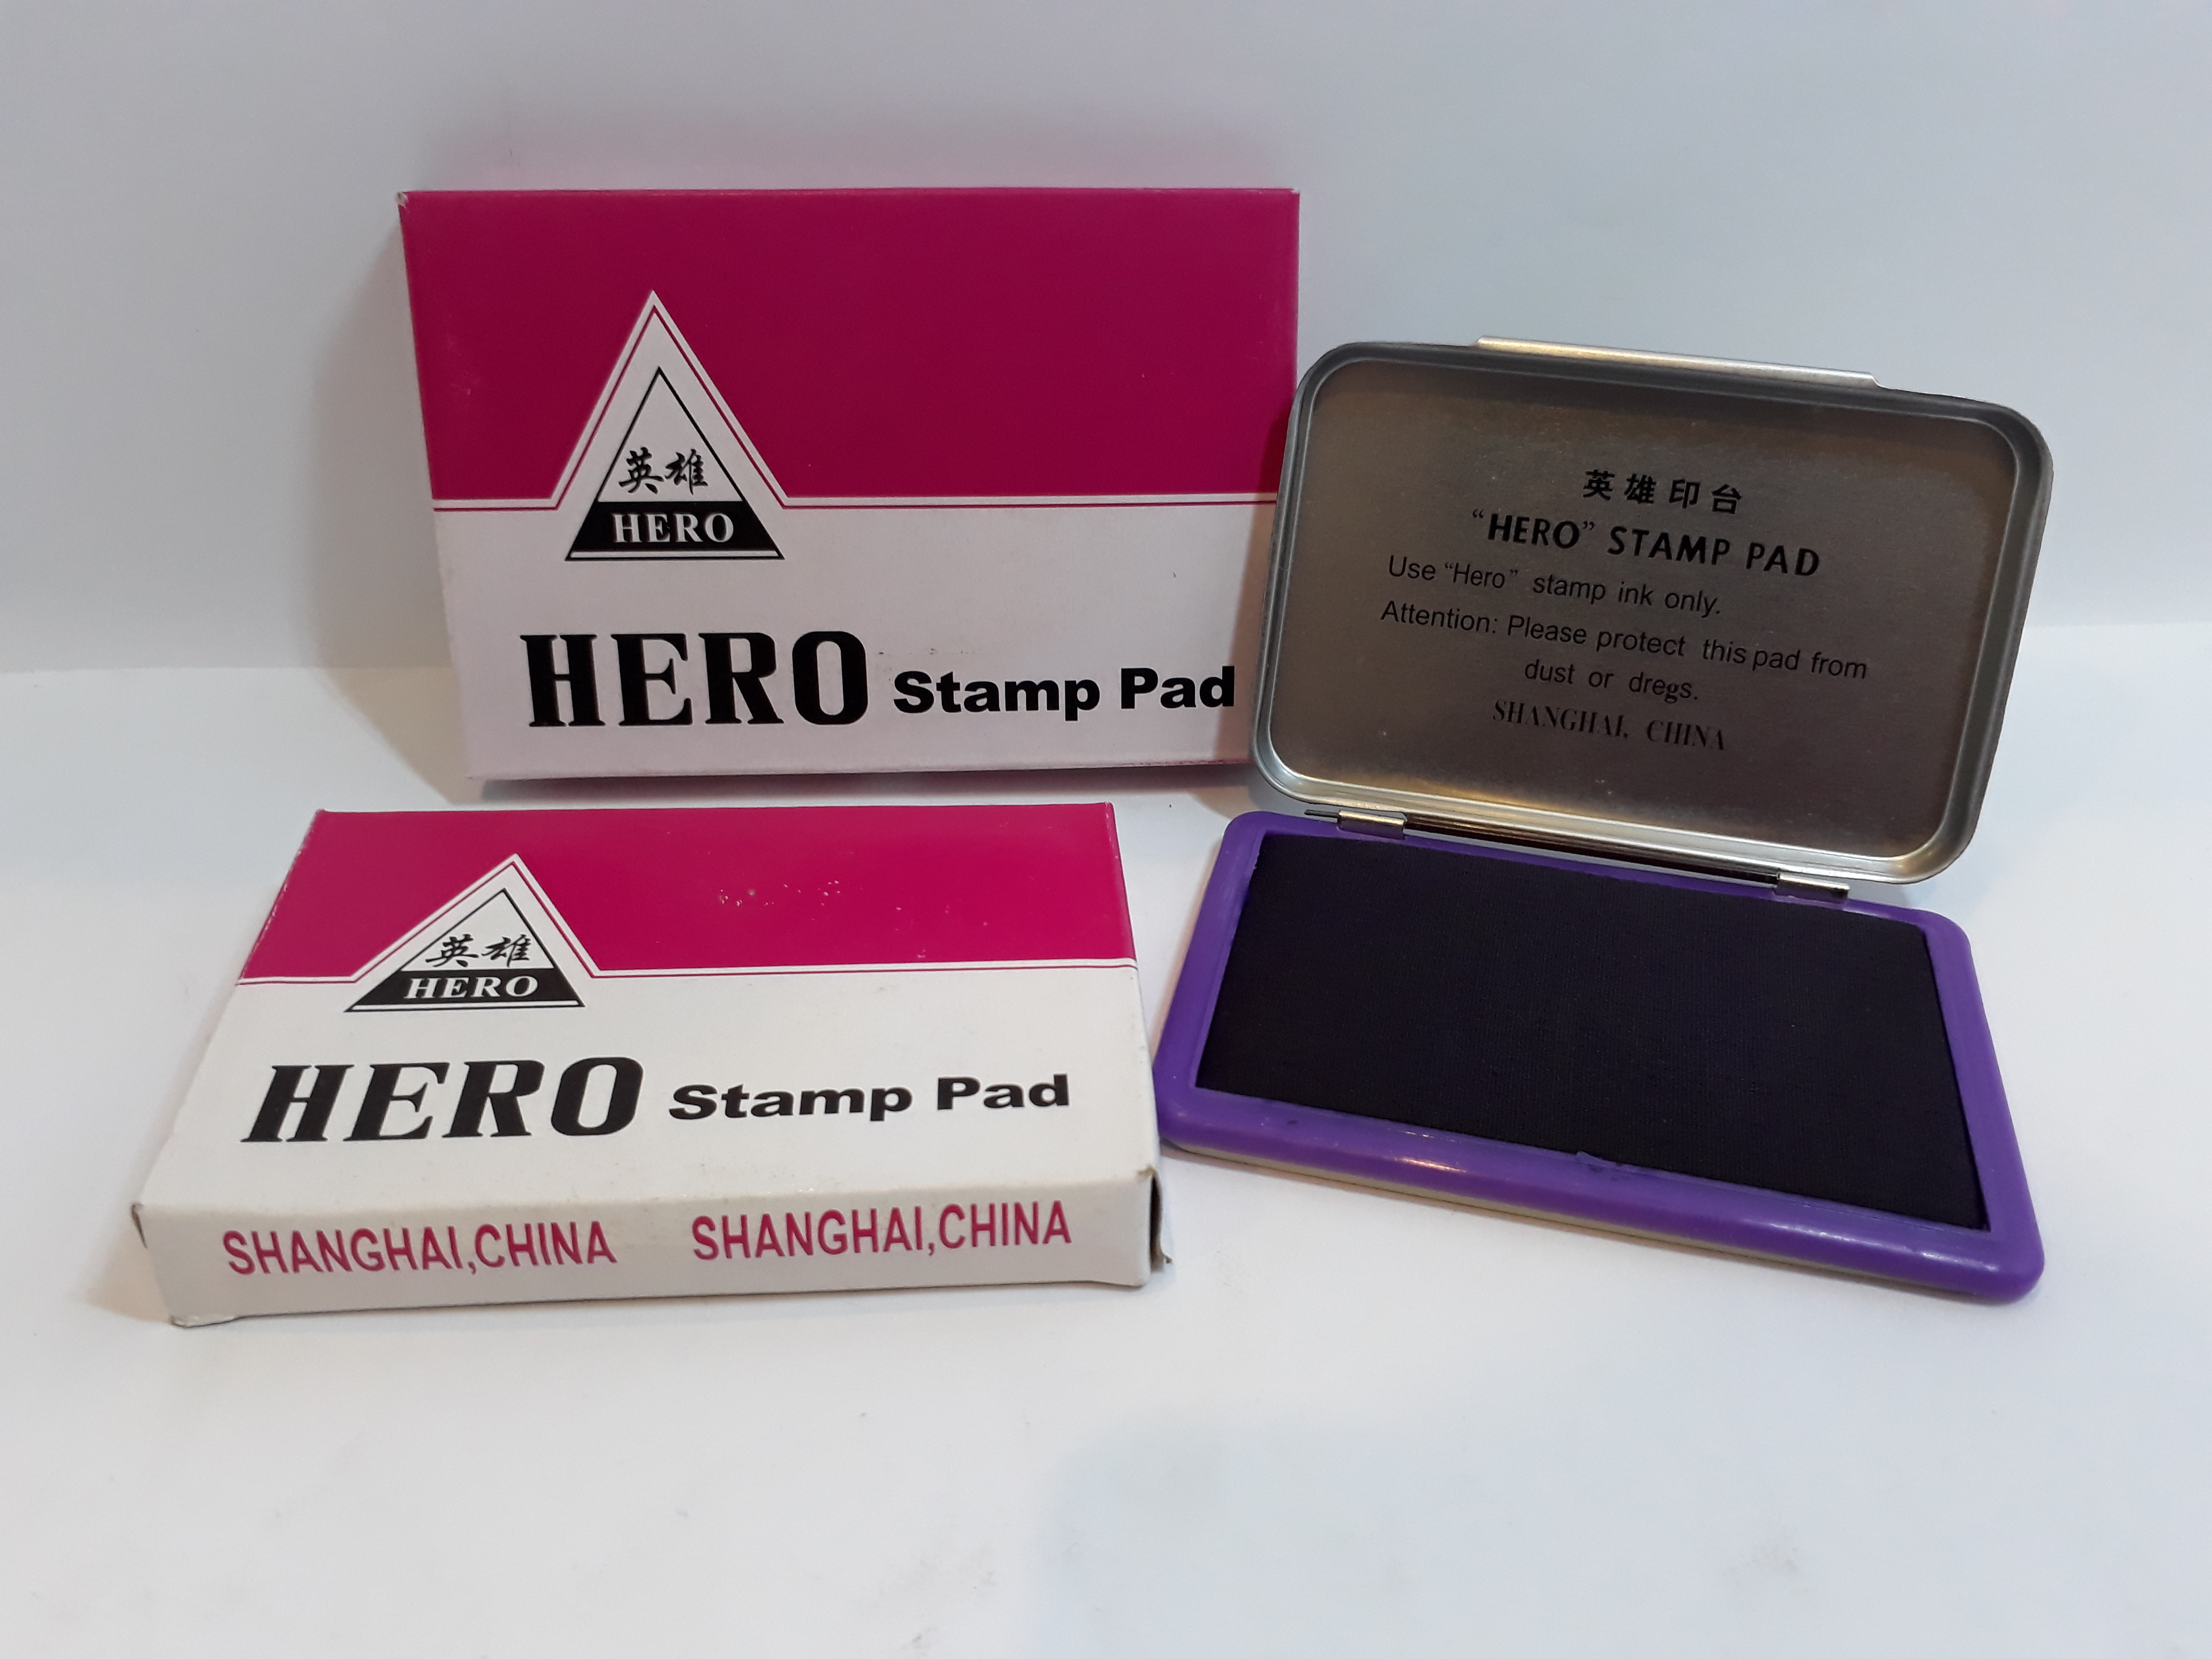 英雄
HERO
HERO Stamp Pad
英雄印台
"HERO" STAMP PAD
Use "Hero" stamp ink only.
Attention: Please protect this pad from
dust or dregs.
SHANGHAI, CHINA
英雄
HERO
HERO Stamp Pad
SHANGHAI,CHINA SHANGHAI,CHINA